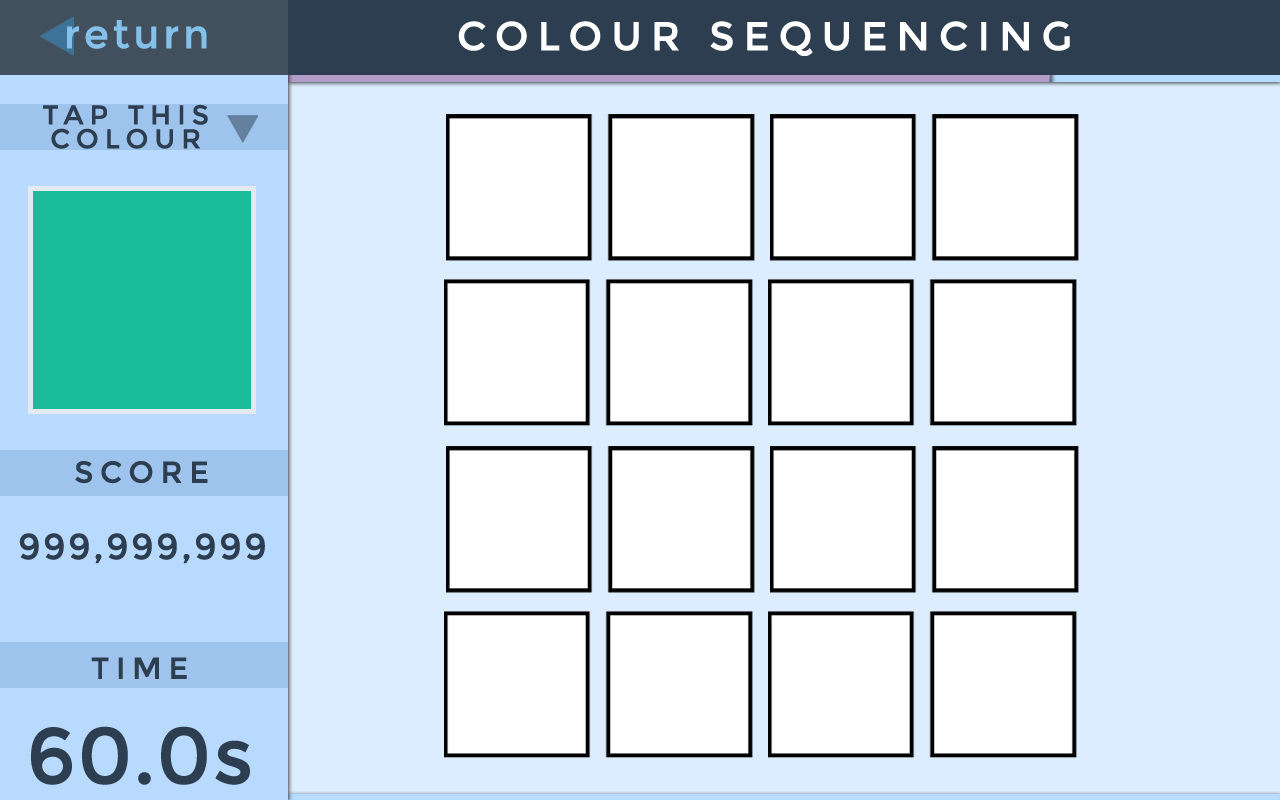 return
COLOUR SEQUENCING
TAP THIS
COLOUR
SCORE
999,999,999
TIME
60.0s